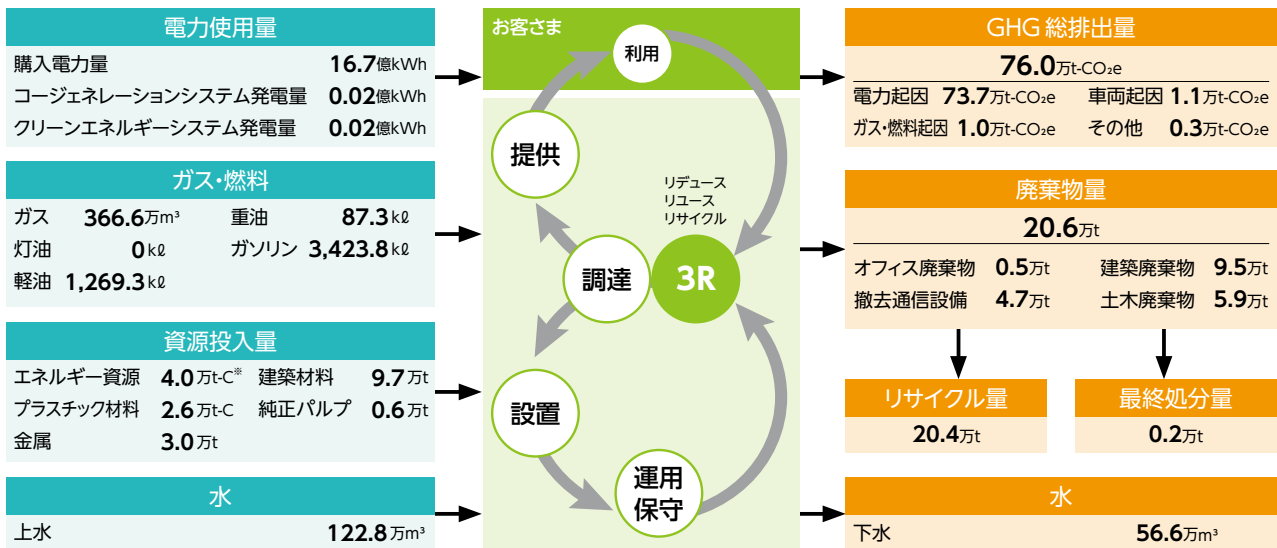 電力使用量
購入電力量 16.7億kWh
コージェネレーションシステム発電量 0.02億kWh
クリーンエネルギーシステム発電量 0.02億kWh
ガス・燃料
ガス 366.6万m³ 重油 87.3kℓ
灯油 0kℓ ガソリン 3,423.8kℓ
軽油 1,269.3kℓ
資源投入量
エネルギー資源 4.0万t-C※ 建築材料 9.7万t
プラスチック材料 2.6万t-C 純正パルプ 0.6万t
金属 3.0万t
水
上水 122.8万m³
お客さま
利用
提供
リデュース
リユース
リサイクル
調達
3R
設置
運用
保守
GHG総排出量
76.0万t-CO₂e
電力起因 73.7万t-CO₂e 車両起因 1.1万t-CO₂e
ガス・燃料起因 1.0万t-CO₂e その他 0.3万t-CO₂e
廃棄物量
20.6万t
オフィス廃棄物 0.5万t 建築廃棄物 9.5万t
撤去通信設備 4.7万t 土木廃棄物 5.9万t
リサイクル量
20.4万t
最終処分量
0.2万t
水
下水 56.6万m³